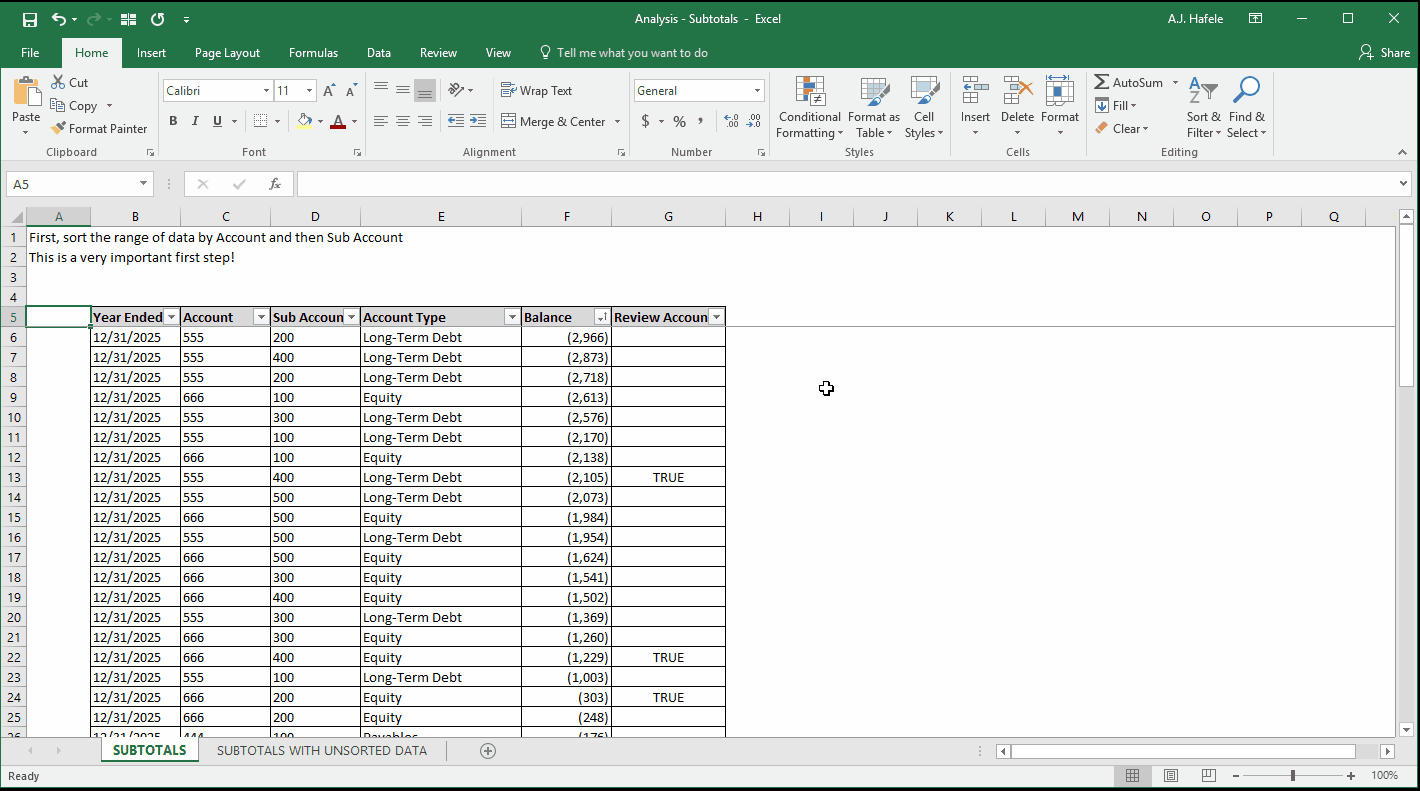 Analysis - Subtotals - Excel
A.J. Hafele
File Home Insert Page Layout Formulas Data Review View Tell me what you want to do Share
Paste
Cut
Copy
Format Painter
Clipboard
Calibri 11
B I U
Font
Wrap Text
Merge & Center
Alignment
General
$ % ,
Number
Conditional Formatting
Format as Table
Cell Styles
Styles
Insert Delete Format
Cells
AutoSum
Fill
Clear
Sort & Filter
Find & Select
Editing
A5 fx
A B C D E F G H I J K L M N O P Q
1 First, sort the range of data by Account and then Sub Account
2 This is a very important first step!
3
4
5 Year Ended Account Sub Accoun Account Type Balance Review Accoun
6 12/31/2025 555 200 Long-Term Debt (2,966)
7 12/31/2025 555 400 Long-Term Debt (2,873)
8 12/31/2025 555 200 Long-Term Debt (2,718)
9 12/31/2025 666 100 Equity (2,613)
10 12/31/2025 555 300 Long-Term Debt (2,576)
11 12/31/2025 555 100 Long-Term Debt (2,170)
12 12/31/2025 666 100 Equity (2,138)
13 12/31/2025 555 400 Long-Term Debt (2,105) TRUE
14 12/31/2025 555 500 Long-Term Debt (2,073)
15 12/31/2025 666 500 Equity (1,984)
16 12/31/2025 555 500 Long-Term Debt (1,954)
17 12/31/2025 666 500 Equity (1,624)
18 12/31/2025 666 300 Equity (1,541)
19 12/31/2025 666 400 Equity (1,502)
20 12/31/2025 555 300 Long-Term Debt (1,369)
21 12/31/2025 666 300 Equity (1,260)
22 12/31/2025 666 400 Equity (1,229) TRUE
23 12/31/2025 555 100 Long-Term Debt (1,003)
24 12/31/2025 666 200 Equity (303) TRUE
25 12/31/2025 666 200 Equity (248)
26 12/31/2025 444 100 Payables (176)
SUBTOTALS SUBTOTALS WITH UNSORTED DATA
Ready 100%